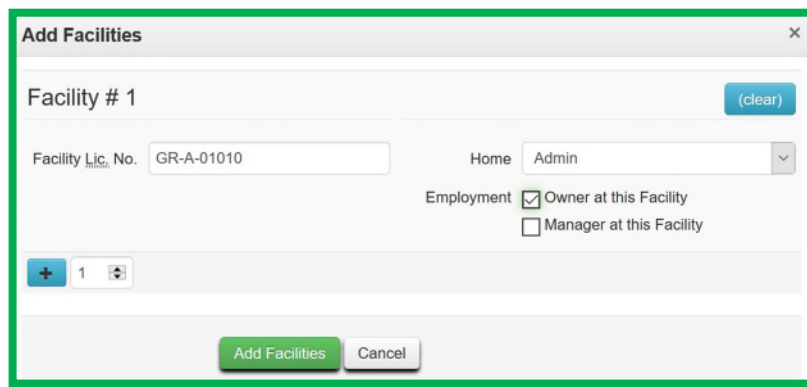 Add Facilities ×
Facility # 1 (clear)
Facility Lic. No. GR-A-01010 Home Admin
Employment Owner at this Facility
Manager at this Facility
+ 1
Add Facilities Cancel